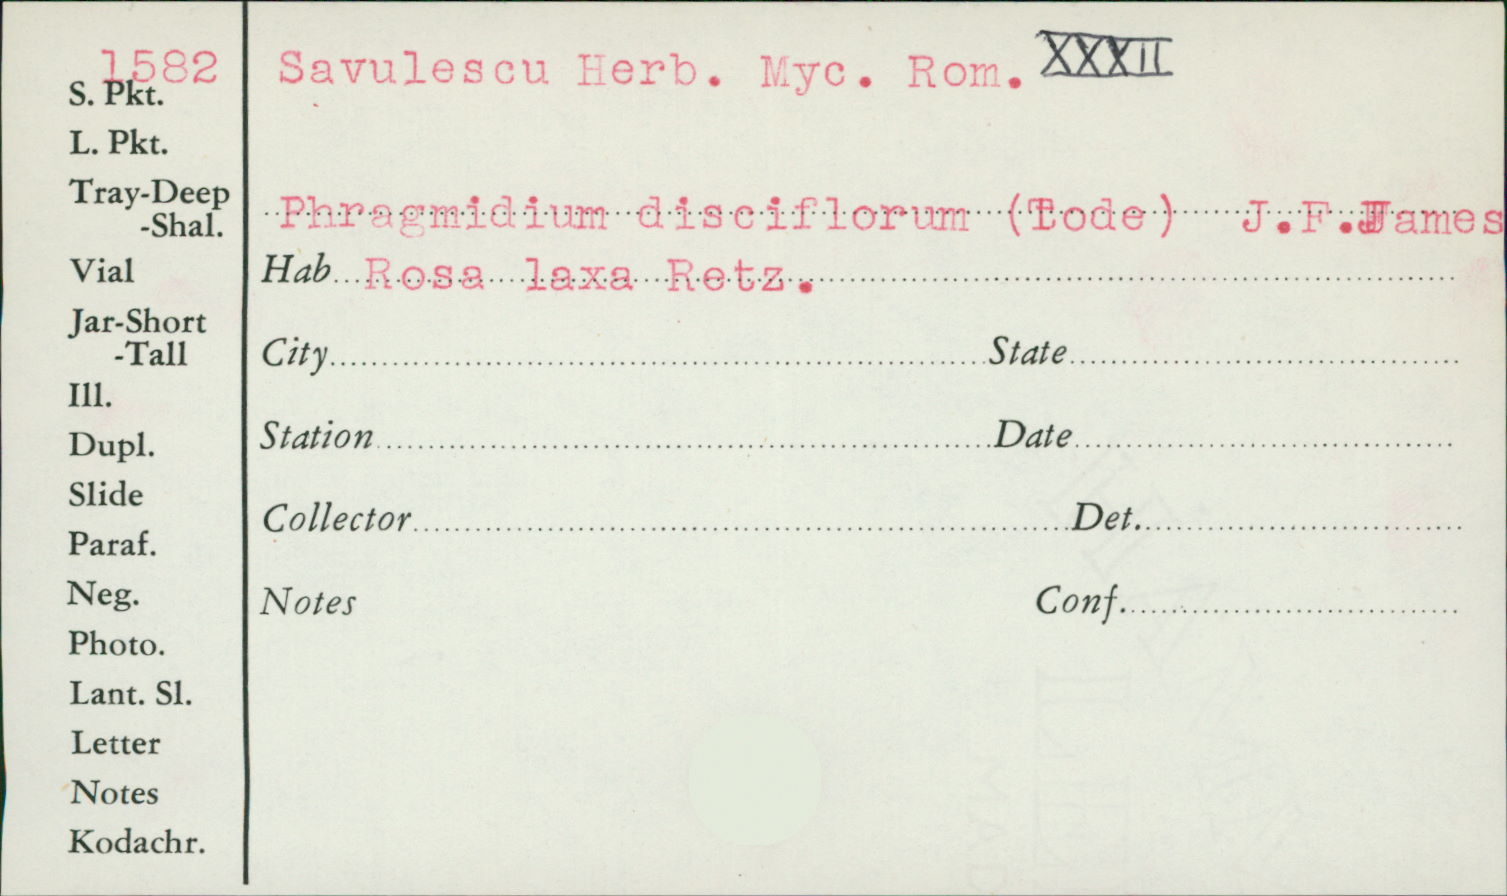 1582
Savulescu Herb. Myc. Rom. XXXII
S. Pkt.
L. Pkt.
Tray-Deep
-Shal.
Phragmidium disciflorum (Tode) J.F.James
Vial
Hab Rosa laxa Retz.
Jar-Short
-Tall
City State
Ill.
Dupl.
Station Date
Slide
Collector Det.
Paraf.
Neg.
Notes Conf.
Photo.
Lant. Sl.
Letter
Notes
Kodachr.